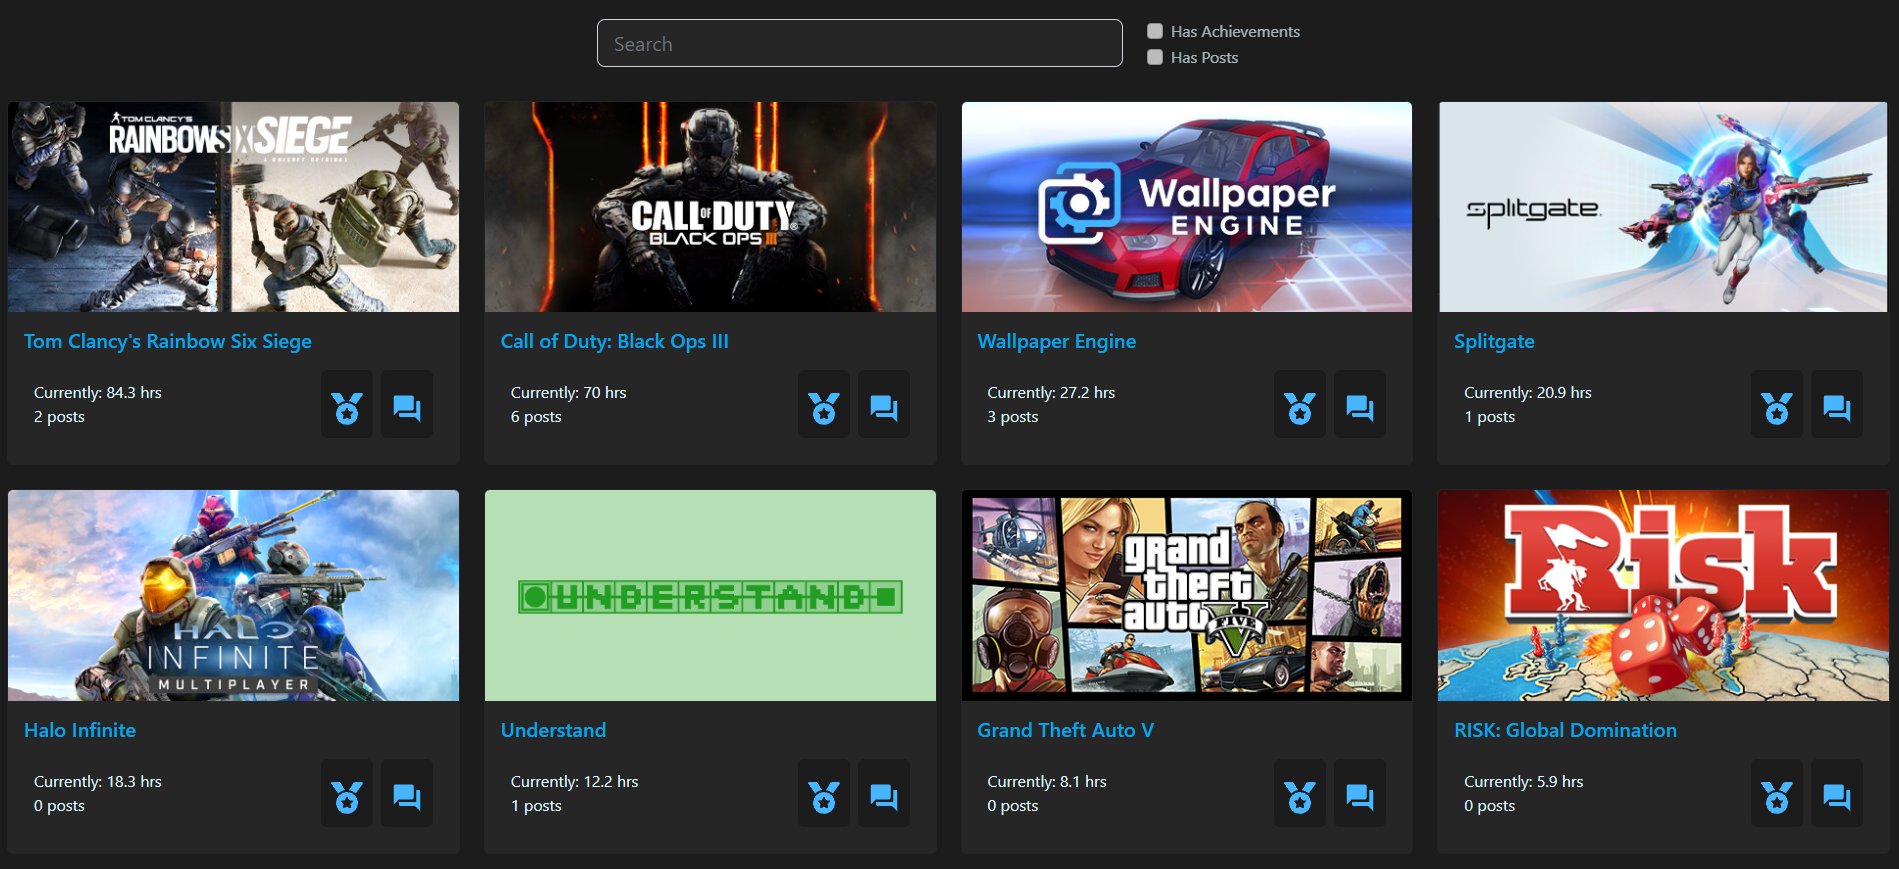 Search
Has Achievements
Has Posts
TOM CLANCY'S
RAINBOWSIX SIEGE
A UBISOFT ORIGINAL
CALL OF DUTY®
BLACK OPS III
Wallpaper
ENGINE
splitgate.
Tom Clancy's Rainbow Six Siege
Call of Duty: Black Ops III
Wallpaper Engine
Splitgate
Currently: 84.3 hrs
2 posts
Currently: 70 hrs
6 posts
Currently: 27.2 hrs
3 posts
Currently: 20.9 hrs
1 posts
HALO
INFINITE
MULTIPLAYER
UNDERSTAND
grand
theft
auto
V
FIVE
Risk
Halo Infinite
Understand
Grand Theft Auto V
RISK: Global Domination
Currently: 18.3 hrs
0 posts
Currently: 12.2 hrs
1 posts
Currently: 8.1 hrs
0 posts
Currently: 5.9 hrs
0 posts